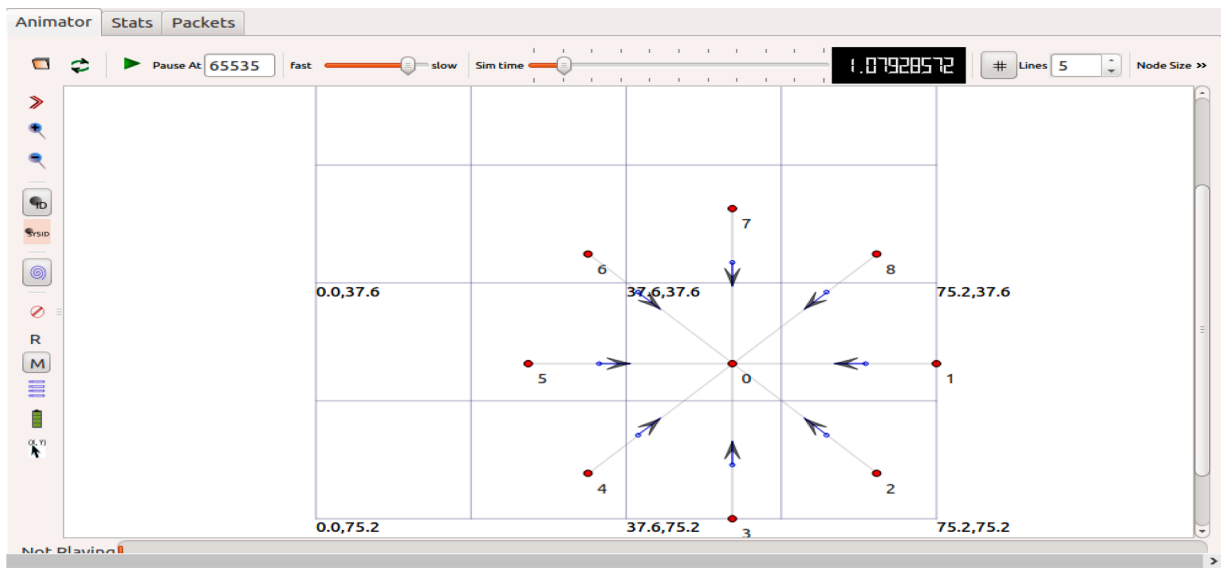 Animator Stats Packets
Pause At 65535 fast slow Sim time 1.07928572 # Lines 5 Node Size »
ID
SYSID
R
M
(X, Y)
7
6 8
0.0,37.6 37.6,37.6 75.2,37.6
5 0 1
4 2
3
0.0,75.2 37.6,75.2 75.2,75.2
Not Playing